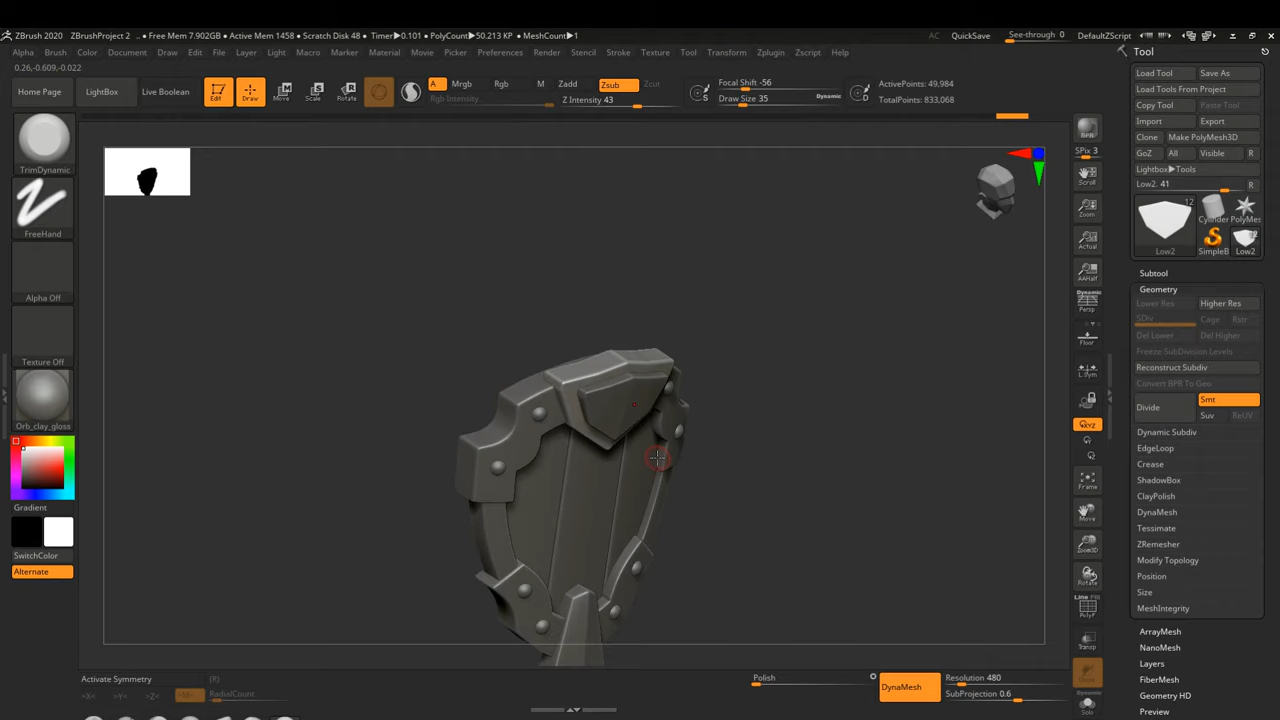 ZBrush 2020 ZBrushProject 2 • Free Mem 7.902GB • Active Mem 1458 • Scratch Disk 48 • Timer▶0.101 • PolyCount▶50.213 KP • MeshCount▶1 AC QuickSave See-through 0 DefaultZScript
Alpha Brush Color Document Draw Edit File Layer Light Macro Marker Material Movie Picker Preferences Render Stencil Stroke Texture Tool Transform Zplugin Zscript Help
0.26,-0.609,-0.022
Home Page LightBox Live Boolean Edit Draw Move Scale Rotate A Mrgb Rgb M Zadd Zsub Zcut
Rgb Intensity Z Intensity 43
Focal Shift -56
Draw Size 35 Dynamic
S D
ActivePoints: 49,984
TotalPoints: 833,068
TrimDynamic
FreeHand
Alpha Off
Texture Off
Orb_clay_gloss
Gradient
SwitchColor
Alternate
BPR
SPix 3
Scroll
Zoom
Actual
AAHalf
Dynamic
Persp
Floor
L.Sym
XYZ
Frame
Move
Zoom3D
Rotate
Line Fill
PolyF
Transp
Dynamic
Solo
Tool
Load Tool Save As
Load Tools From Project
Copy Tool Paste Tool
Import Export
Clone Make PolyMesh3D
GoZ All Visible R
Lightbox▶Tools
Low2. 41 R
12
Cylinder PolyMes
12
Low2 SimpleB Low2
Subtool
Geometry
Lower Res Higher Res
SDiv Cage Rstr
Del Lower Del Higher
Freeze SubDivision Levels
Reconstruct Subdiv
Convert BPR To Geo
Divide Smt
Suv ReUV
Dynamic Subdiv
EdgeLoop
Crease
ShadowBox
ClayPolish
DynaMesh
Tessimate
ZRemesher
Modify Topology
Position
Size
MeshIntegrity
ArrayMesh
NanoMesh
Layers
FiberMesh
Geometry HD
Preview
Activate Symmetry (R)
>X< >Y< >Z< >M< RadialCount
Polish DynaMesh Resolution 480
SubProjection 0.6